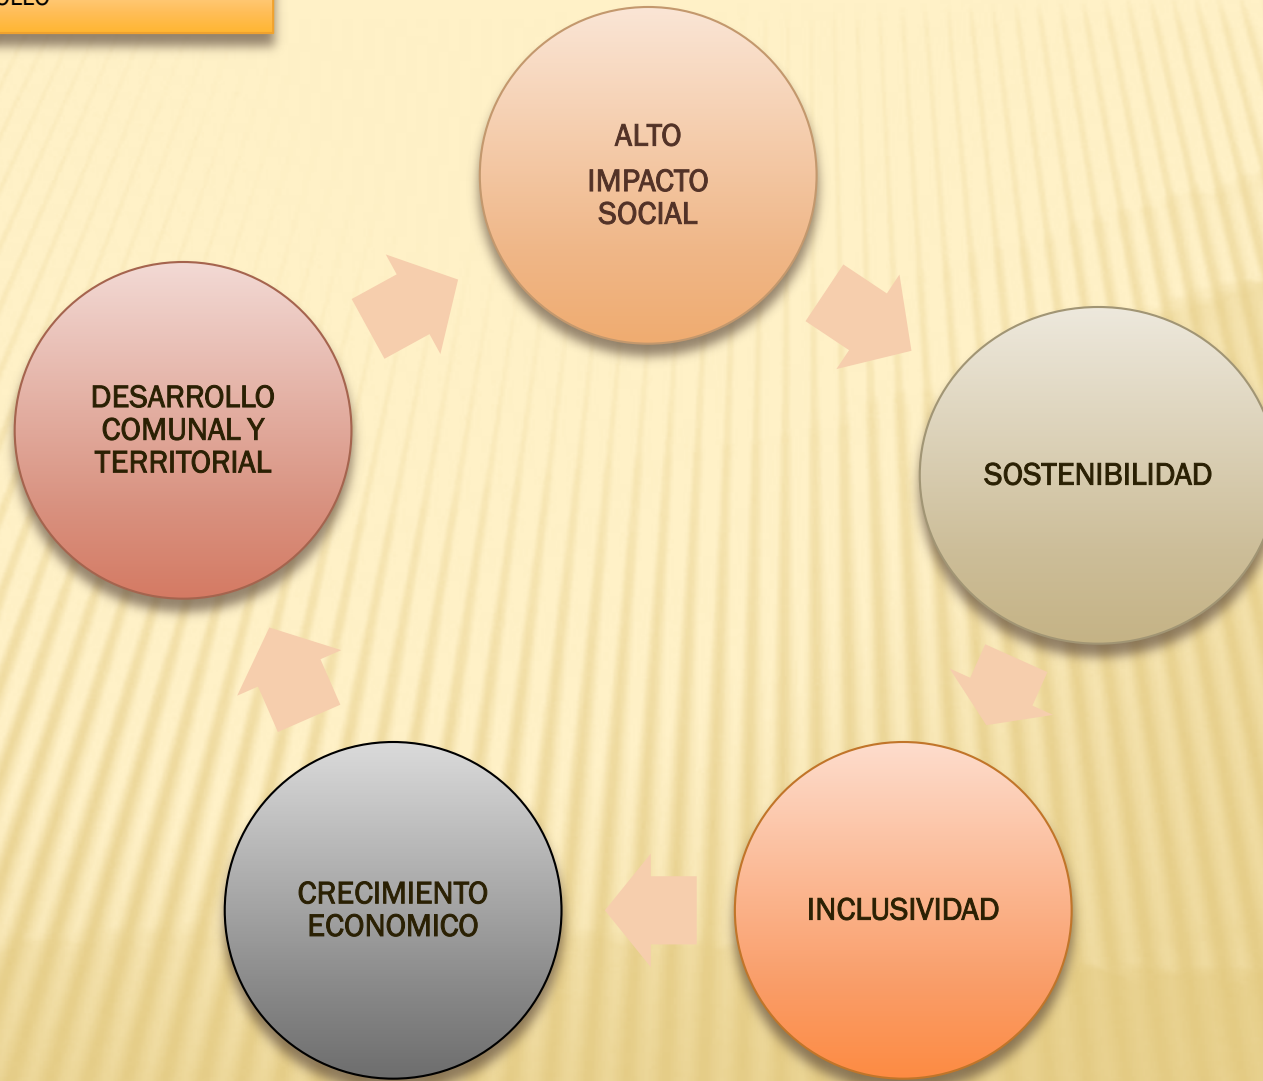 ALTO
IMPACTO
SOCIAL
DESARROLLO
COMUNAL Y
TERRITORIAL
SOSTENIBILIDAD
CRECIMIENTO
ECONOMICO
INCLUSIVIDAD